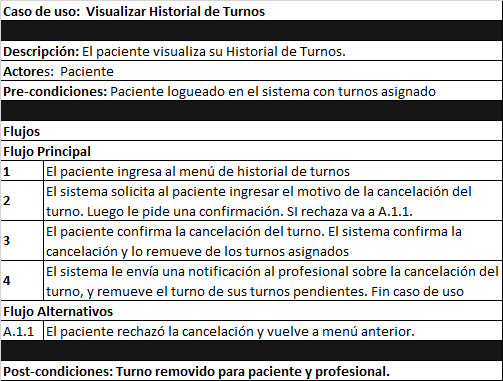 Caso de uso:  Visualizar Historial de Turnos
Descripción: El paciente visualiza su Historial de Turnos.
Actores:  Paciente
Pre-condiciones: Paciente logueado en el sistema con turnos asignado
Flujos
Flujo Principal
1 El paciente ingresa al menú de historial de turnos
2 El sistema solicita al paciente ingresar el motivo de la cancelación del
turno. Luego le pide una confirmación. SI rechaza va a A.1.1.
3 El paciente confirma la cancelación del turno. El sistema confirma la
cancelación y lo remueve de los turnos asignados
4 El sistema le envía una notificación al profesional sobre la cancelación del
turno, y remueve el turno de sus turnos pendientes. Fin caso de uso
Flujo Alternativos
A.1.1 El paciente rechazó la cancelación y vuelve a menú anterior.
Post-condiciones: Turno removido para paciente y profesional.